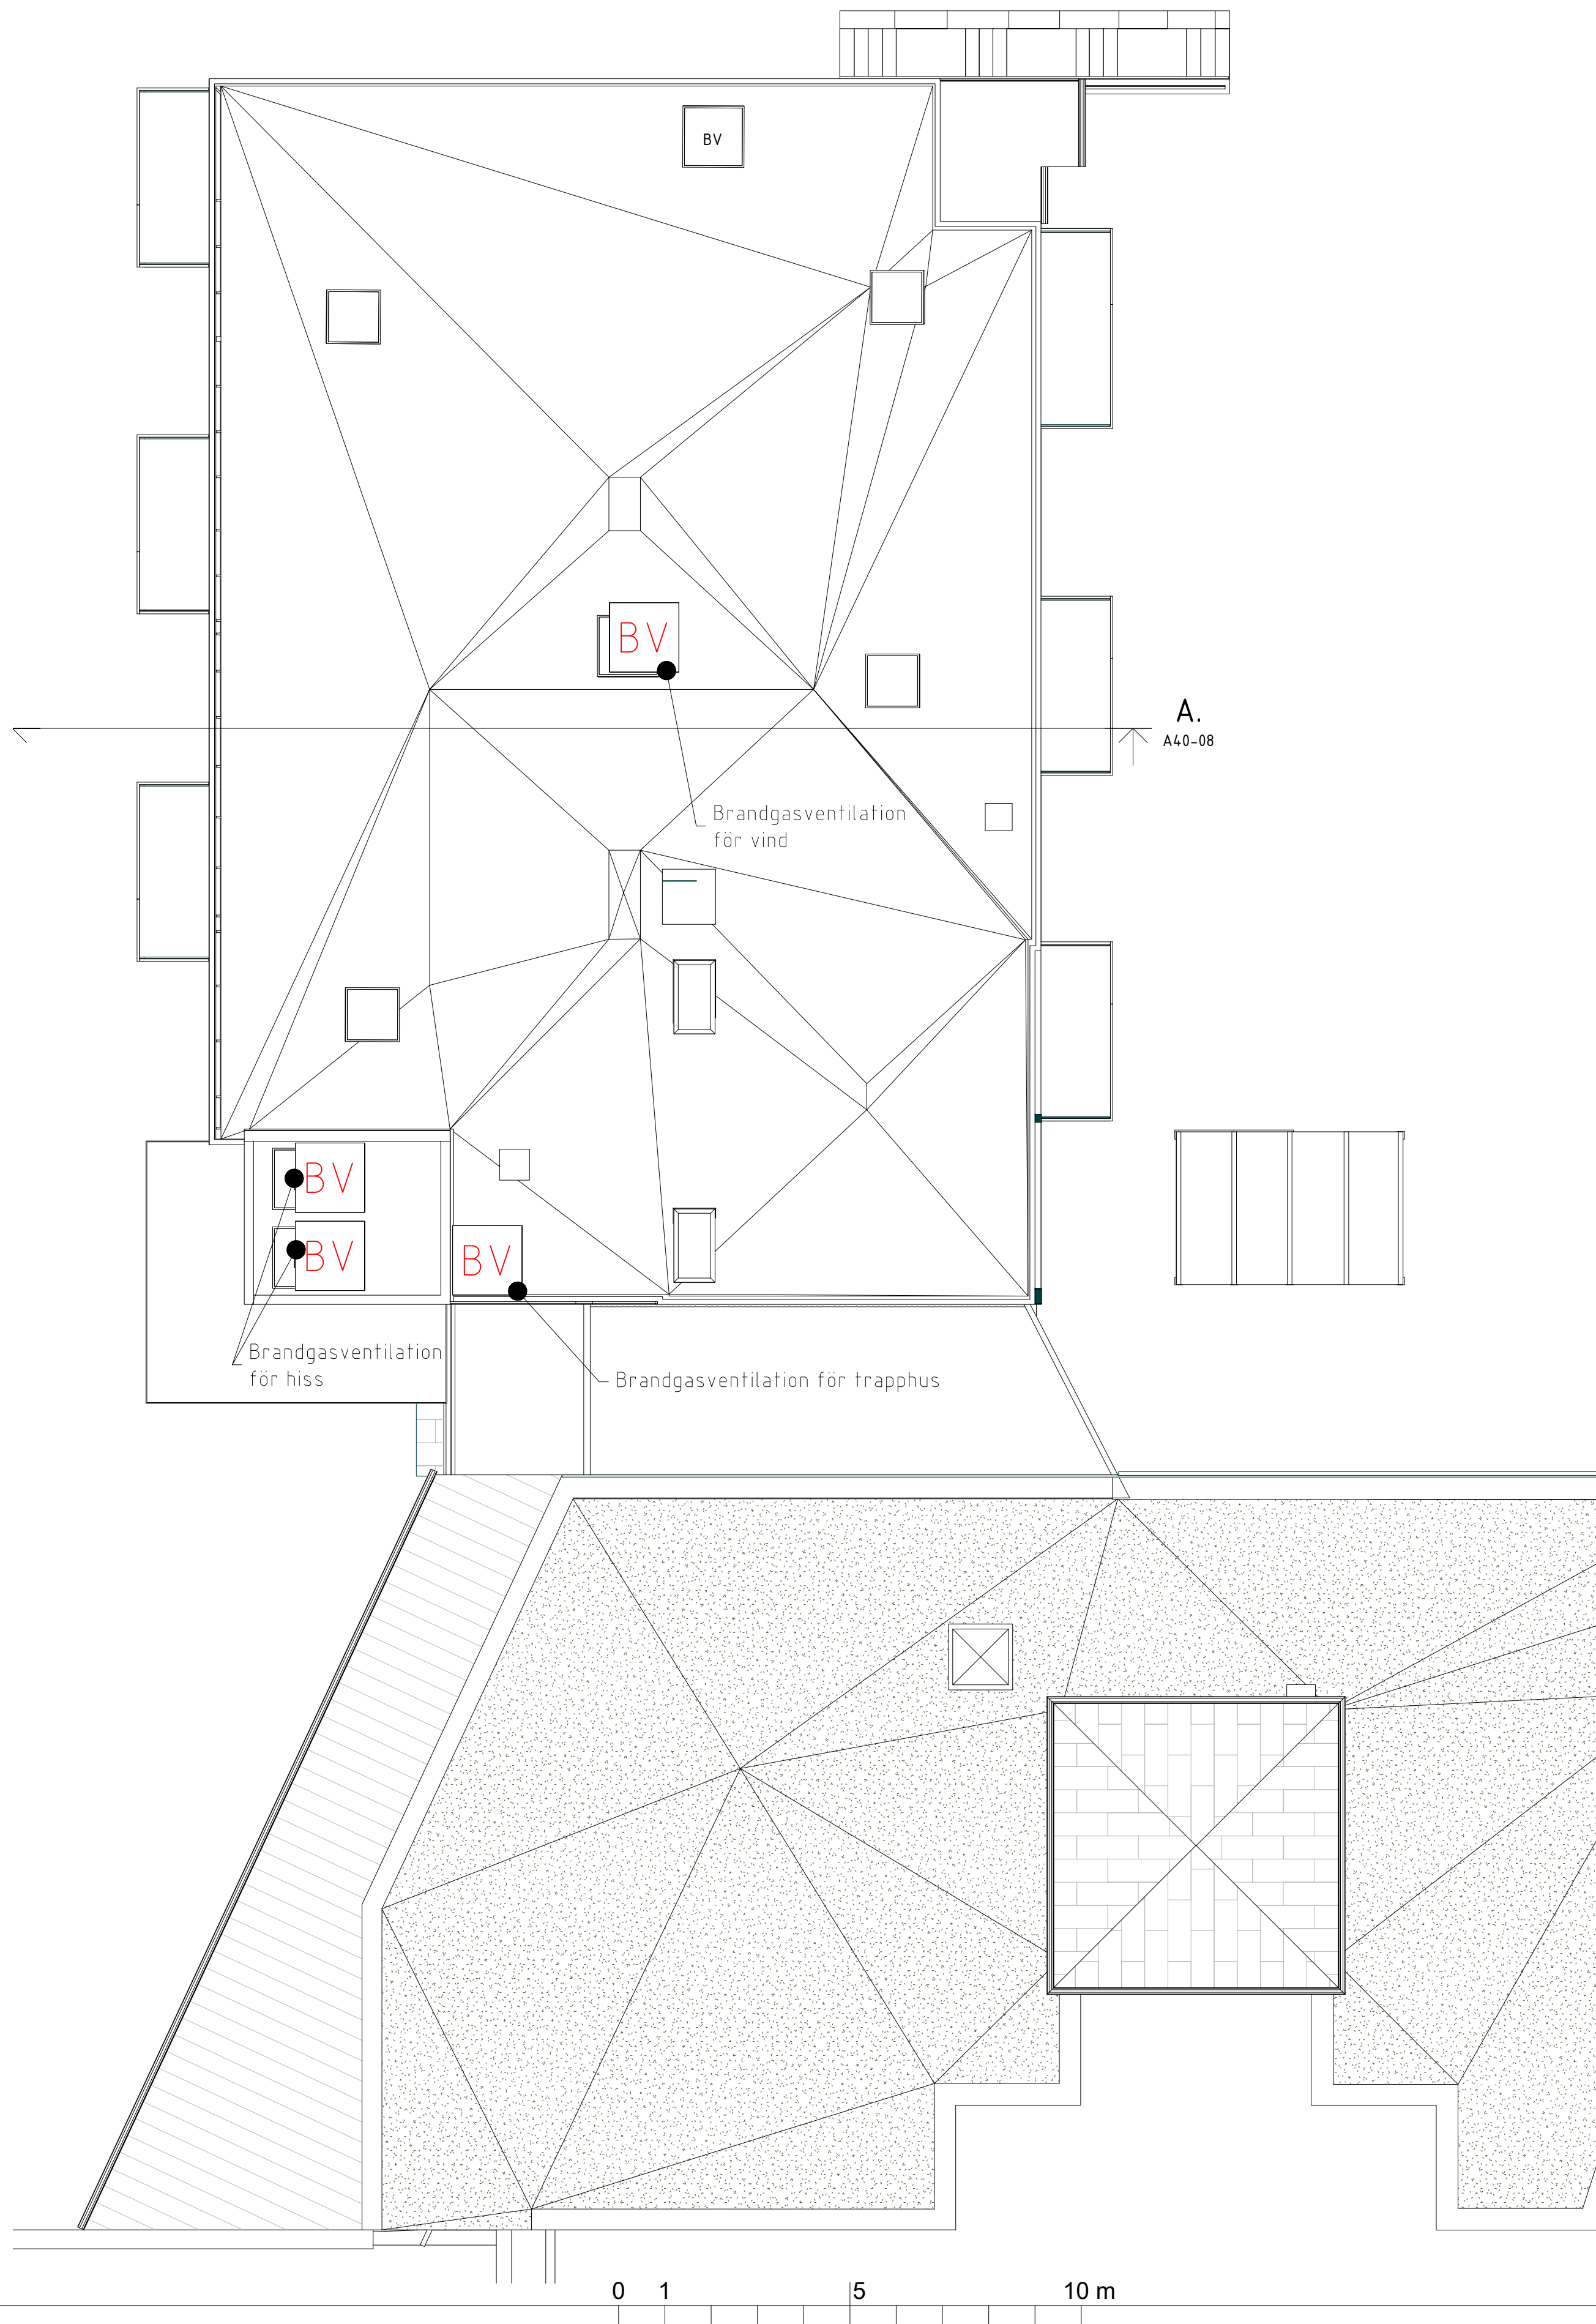 BV
BV
A.
A40-08
Brandgasventilation
för vind
BV
BV
BV
Brandgasventilation
för hiss
Brandgasventilation för trapphus
0 1 5 10 m